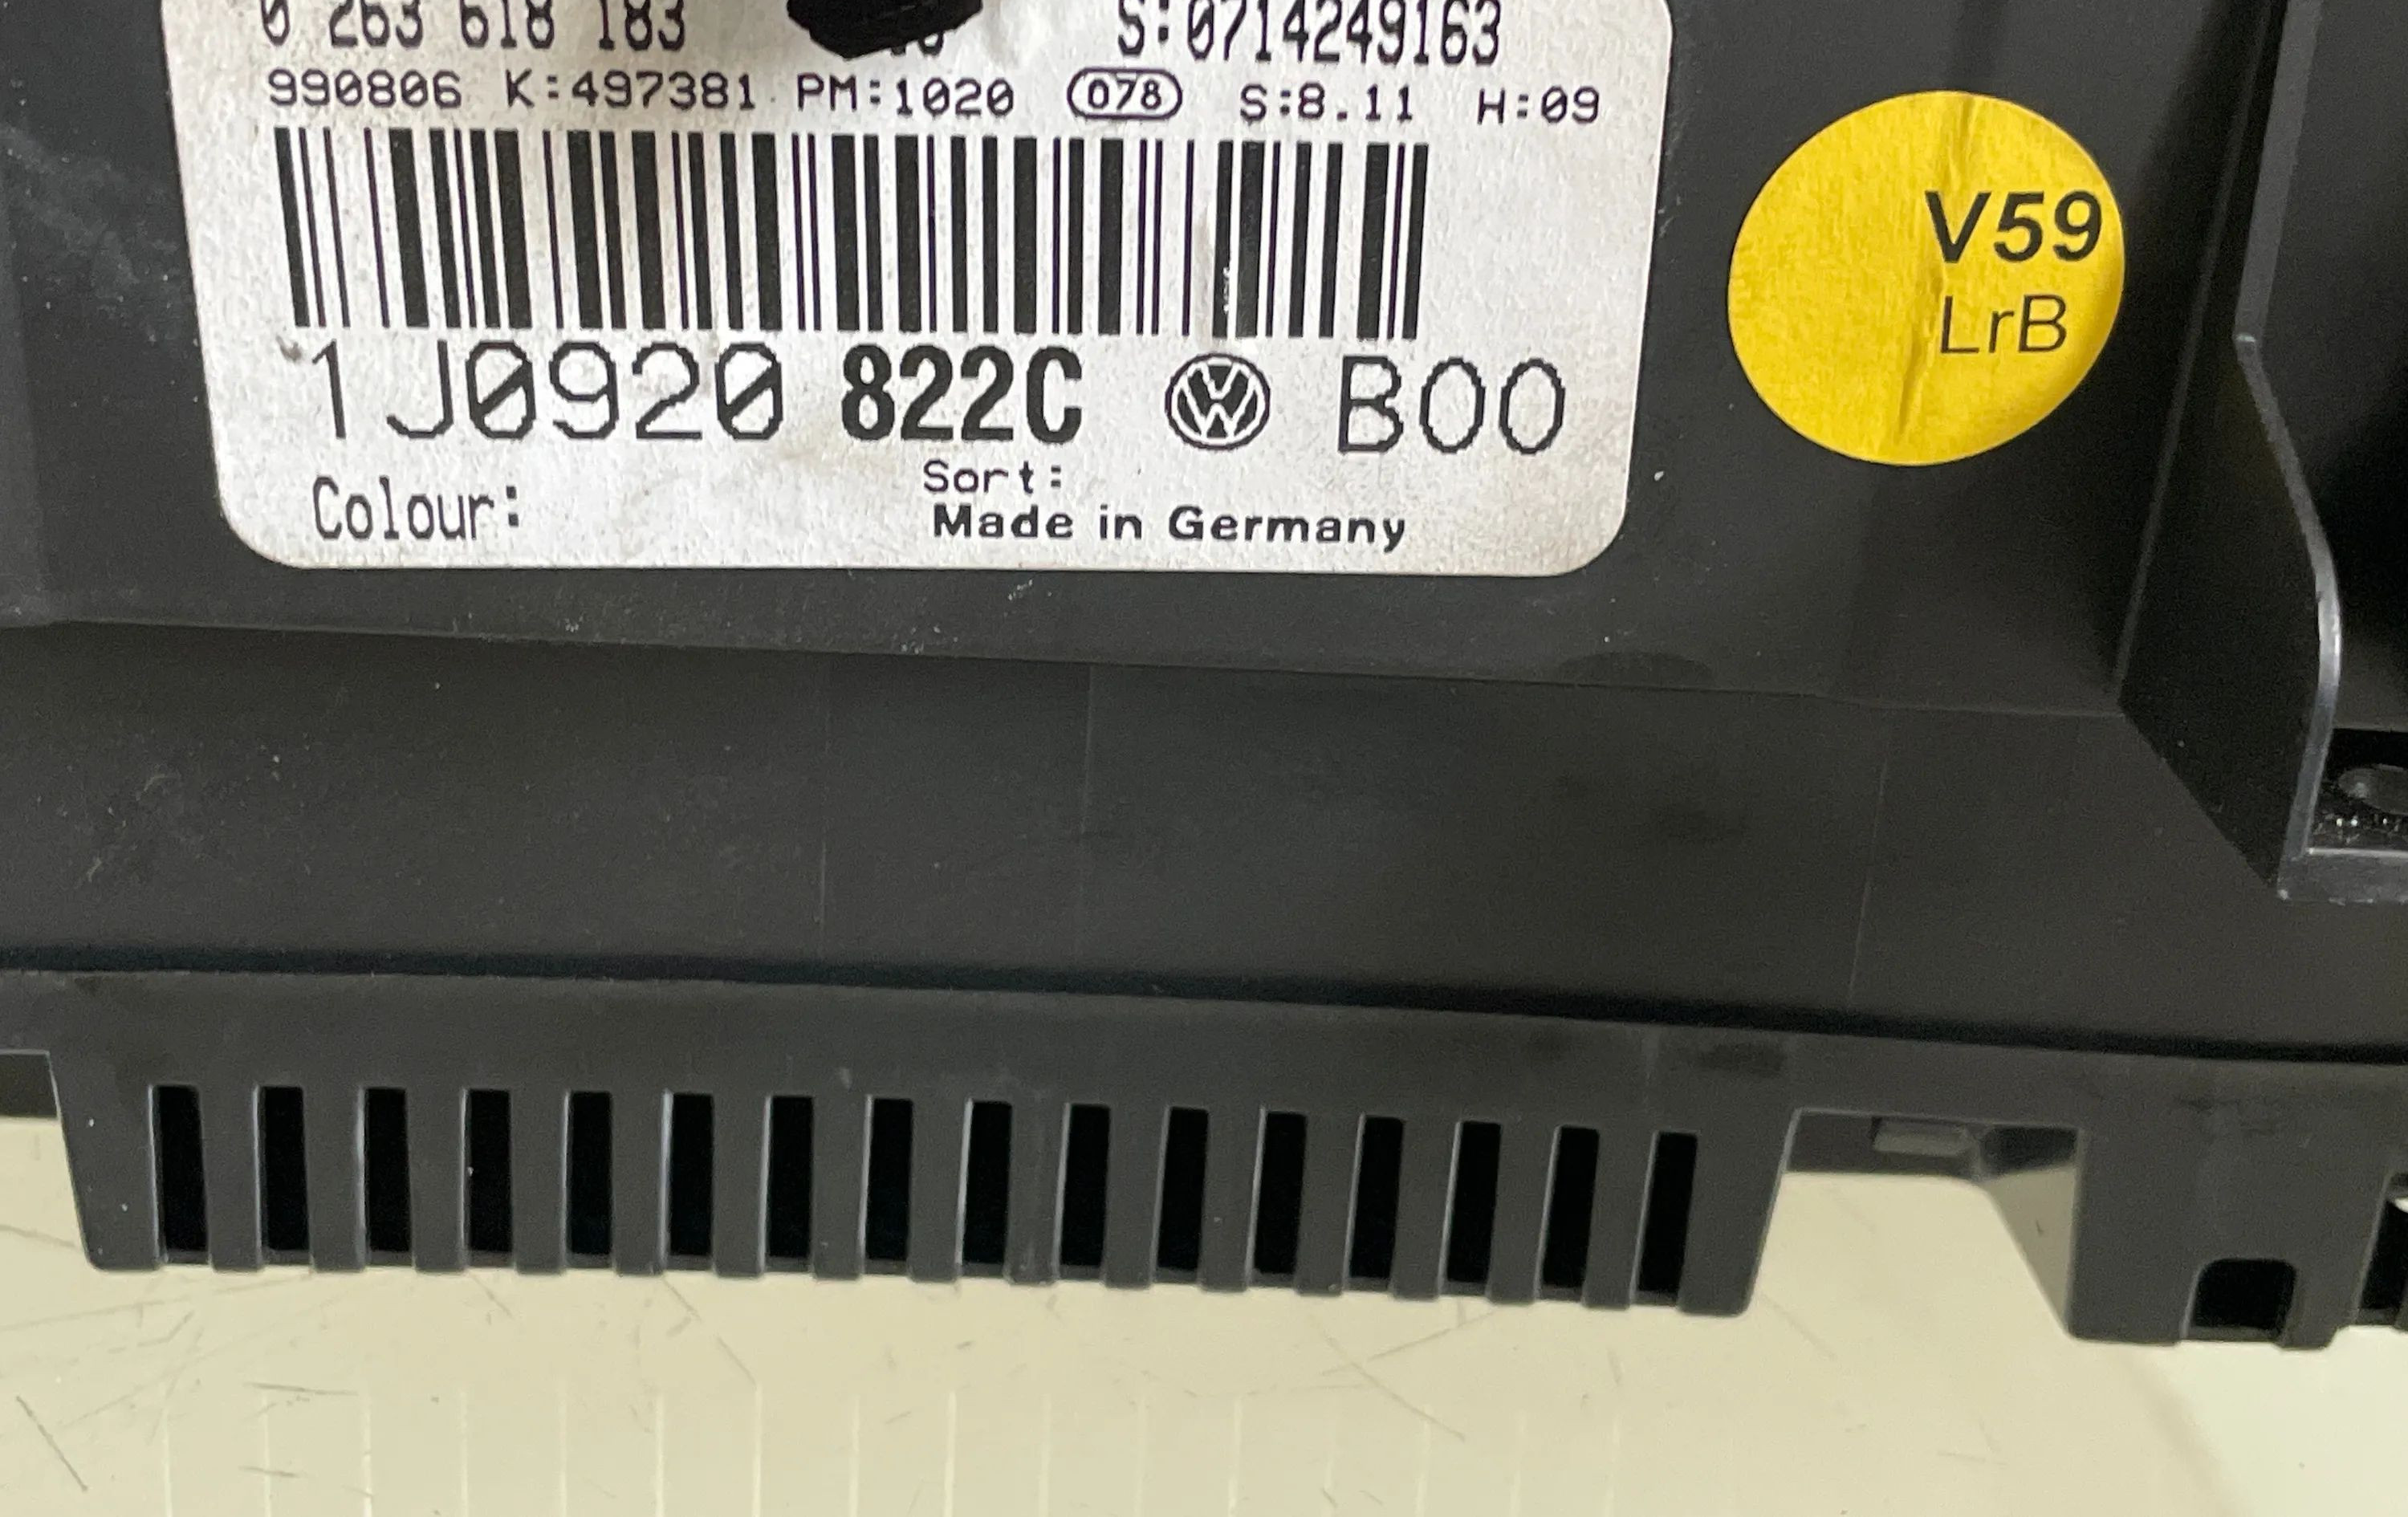 0 263 618 183 S:0714249163
990806 K:497381 PM:1020 078 S:8.11 H:09
1J0920 822C B00
Sort:
Colour:
Made in Germany
V59
LrB